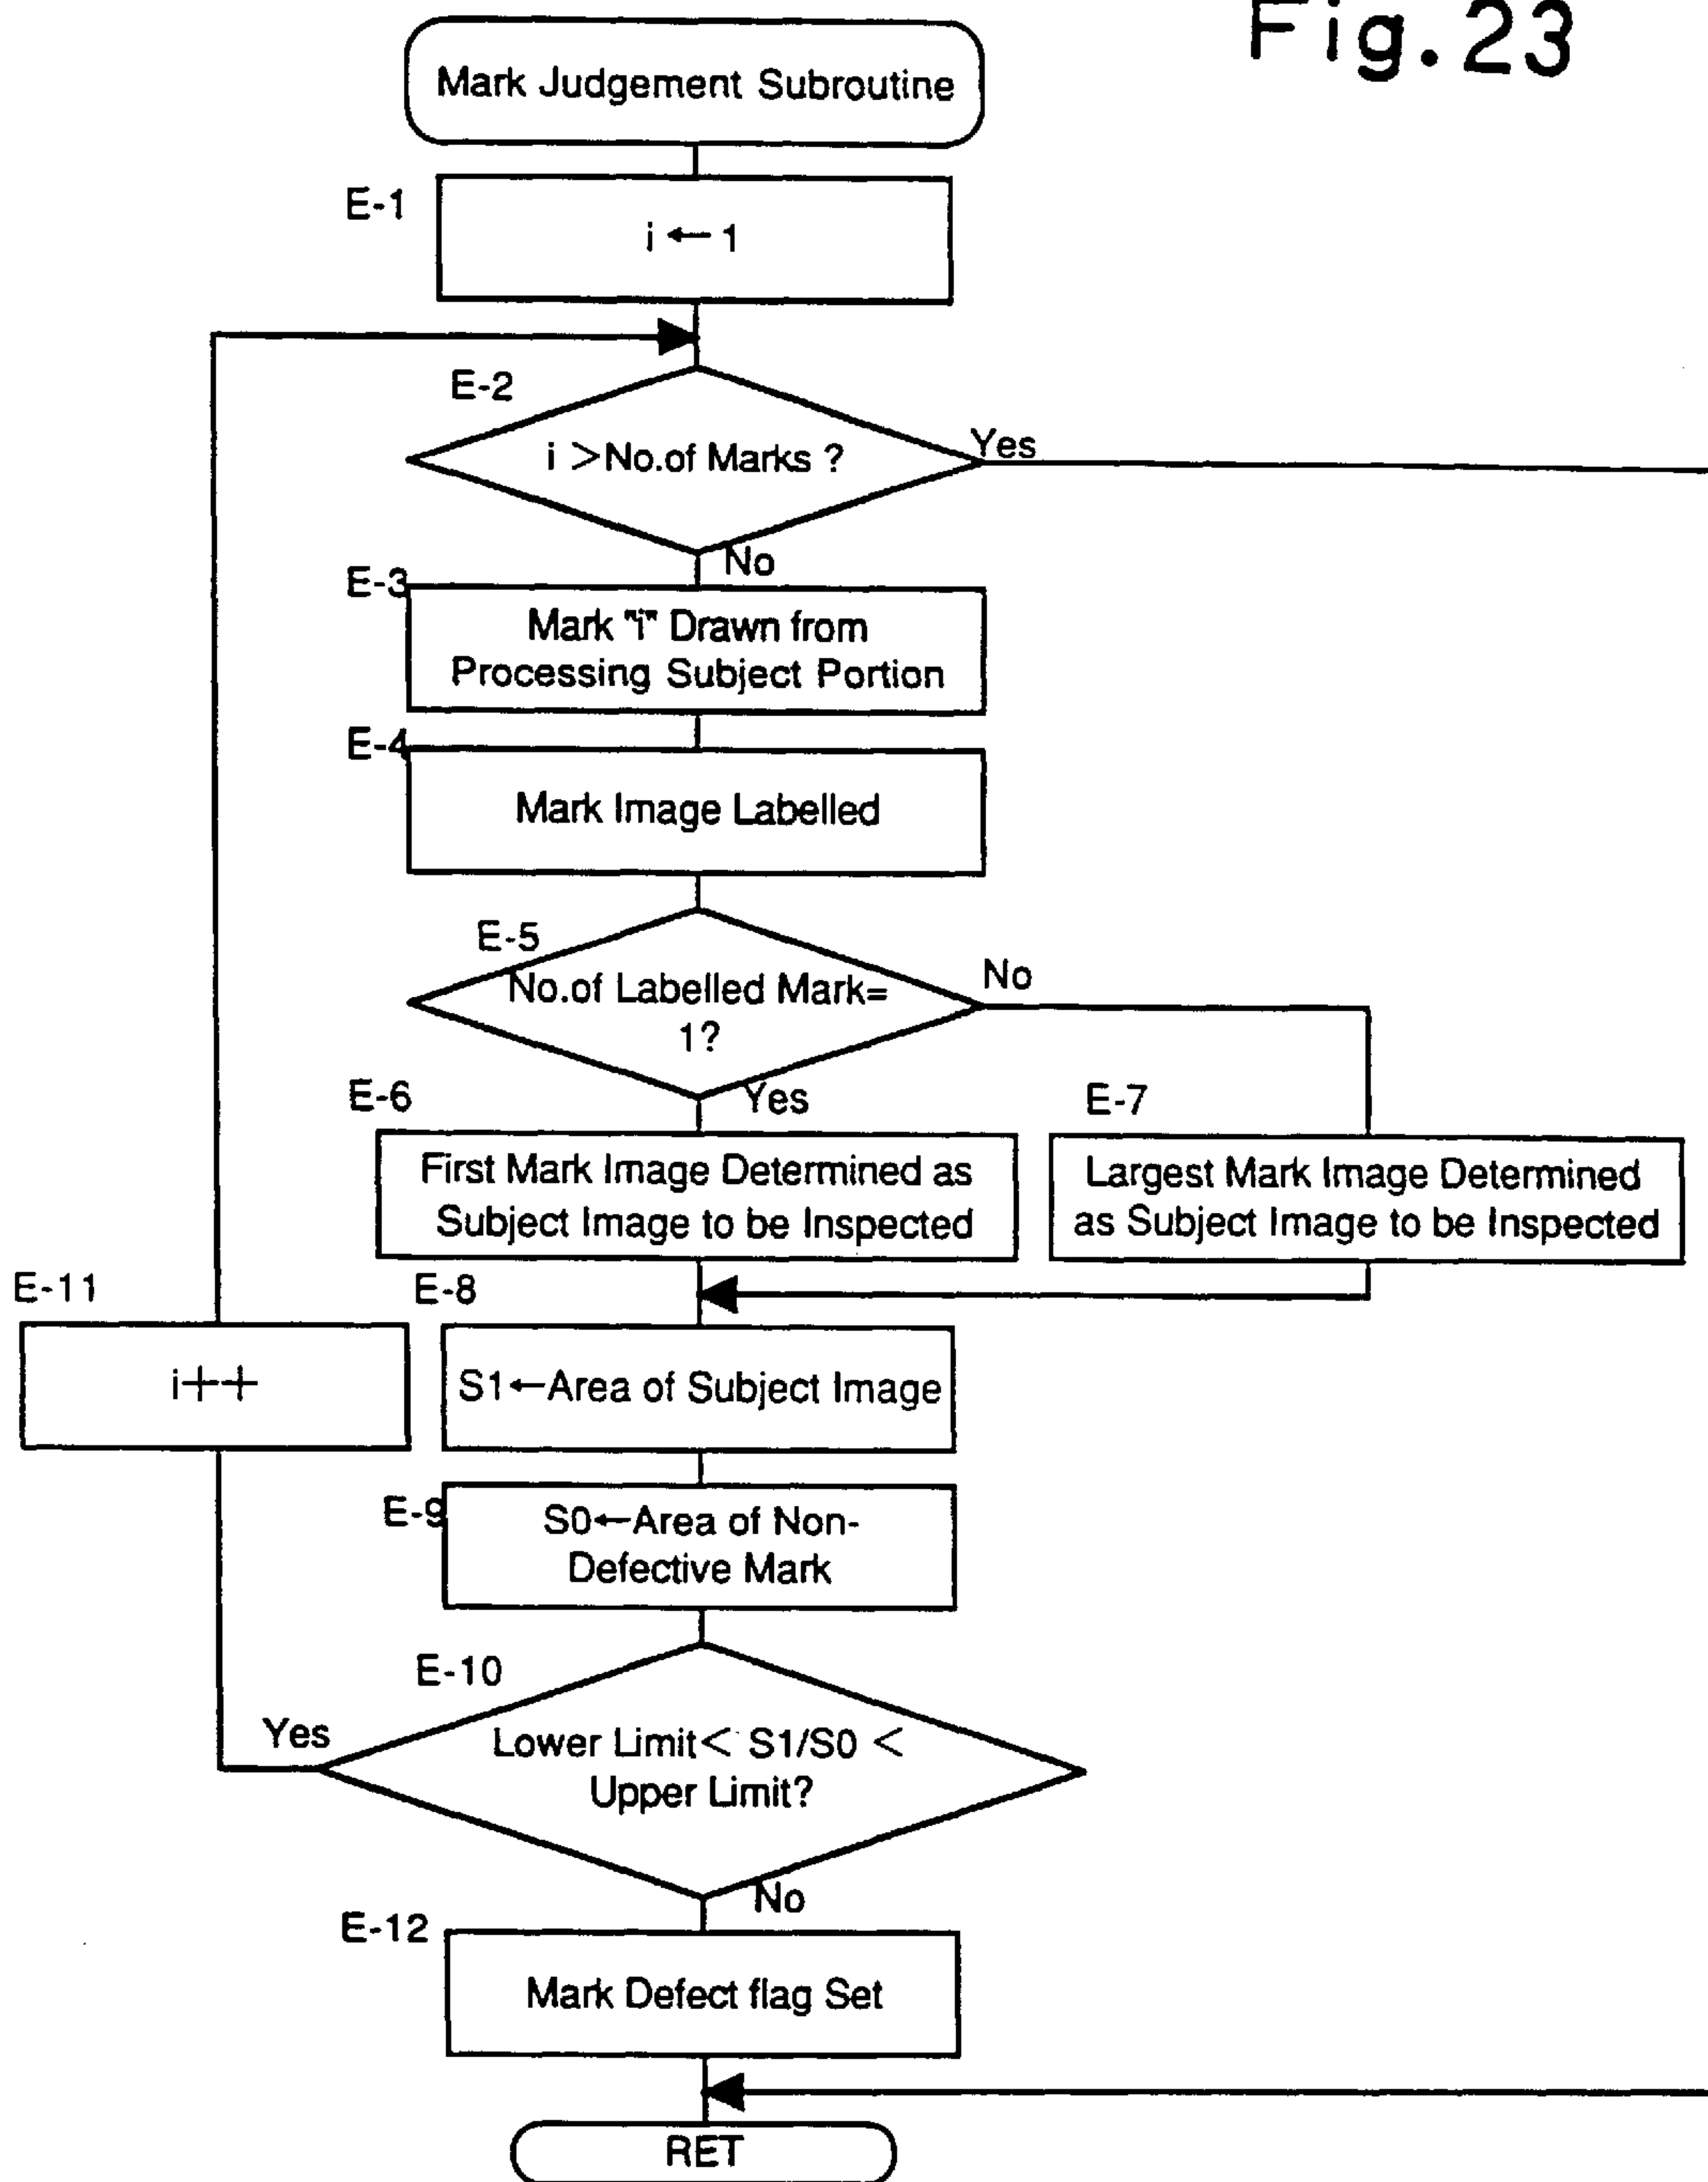 Fig.23
Mark Judgement Subroutine
E-1
i ← 1
E-2
i >No.of Marks ?
Yes
No
E-3
Mark "i" Drawn from
Processing Subject Portion
E-4
Mark Image Labelled
E-5
No.of Labelled Mark=
1?
No
Yes
E-6
First Mark Image Determined as
Subject Image to be Inspected
E-7
Largest Mark Image Determined
as Subject Image to be Inspected
E-11
i++
E-8
S1←Area of Subject Image
E-9
S0←Area of Non-
Defective Mark
E-10
Yes
Lower Limit< S1/S0 <
Upper Limit?
No
E-12
Mark Defect flag Set
RET